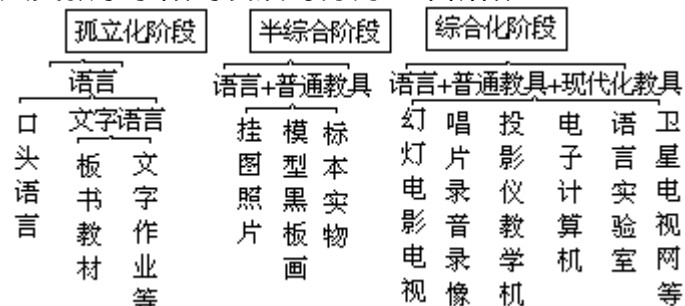 孤立化阶段 半综合阶段 综合化阶段
语言 语言+普通教具 语言+普通教具+现代化教具
口头语言
文字语言
板书教材
文字作业等
挂图照片
模型黑板画
标本实物
幻灯电影电视
唱片录音录像
投影仪教学机
电子计算机
语言实验室
卫星电视网等